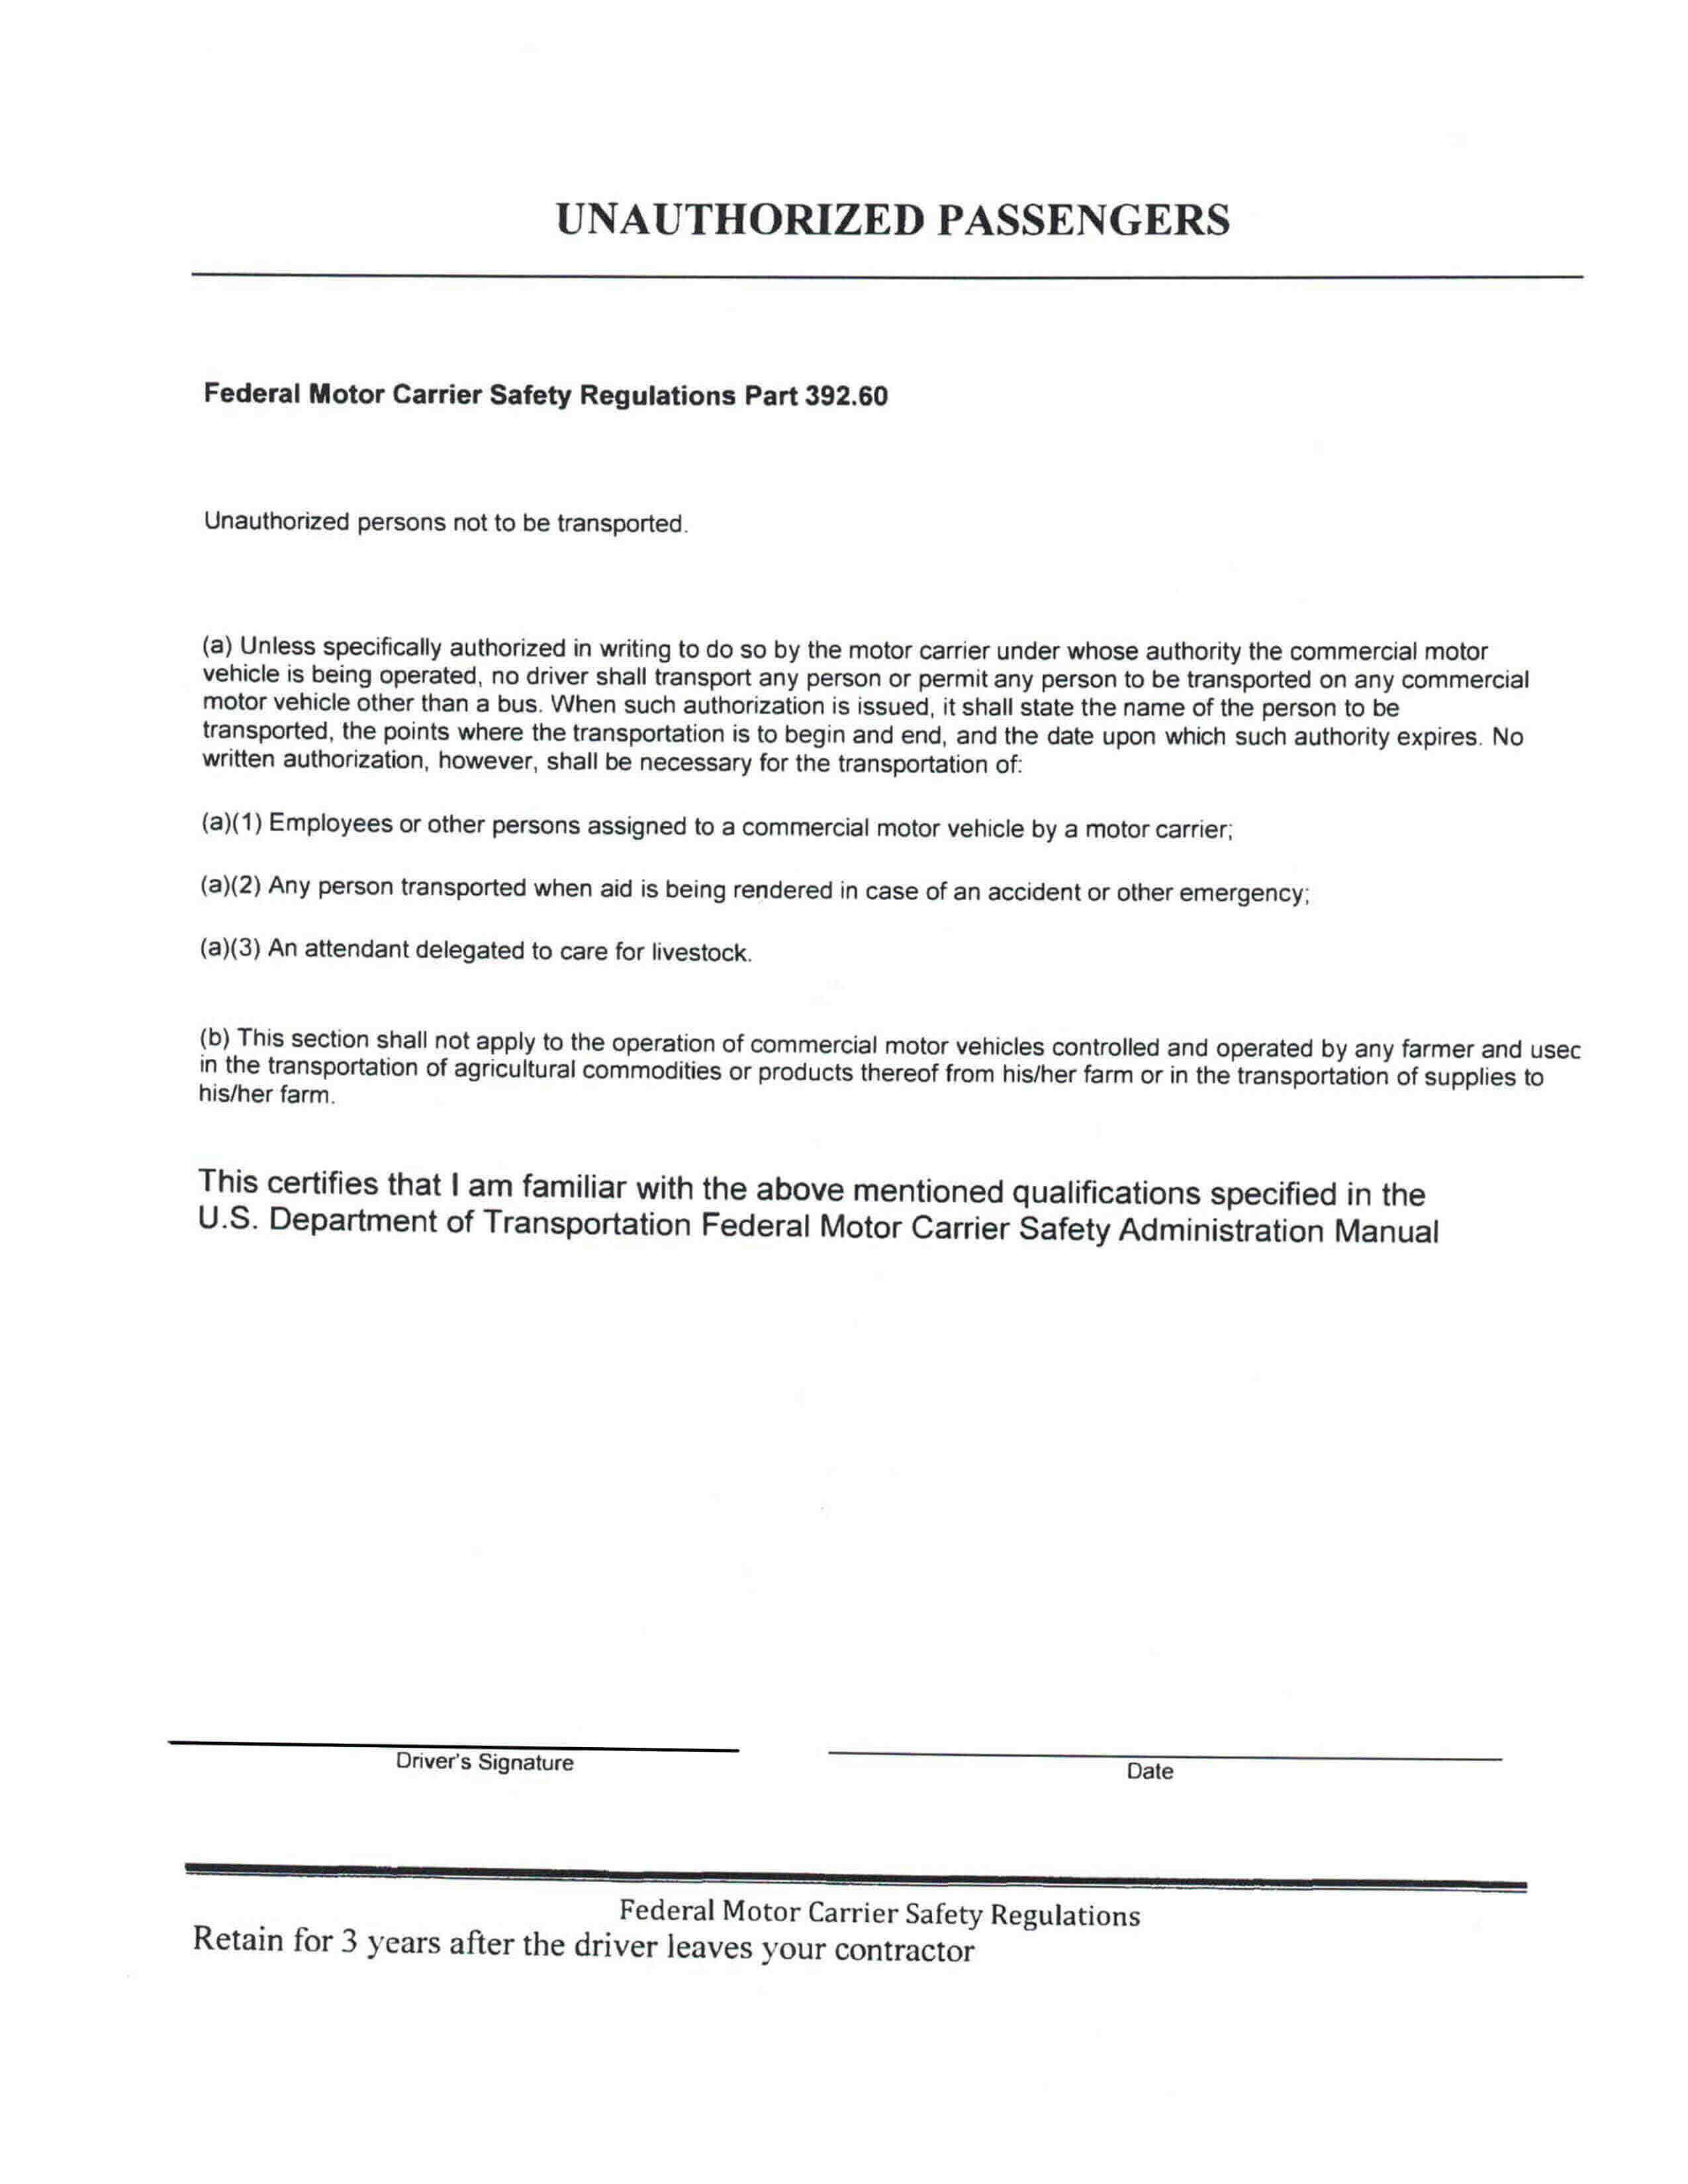 UNAUTHORIZED PASSENGERS
Federal Motor Carrier Safety Regulations Part 392.60
Unauthorized persons not to be transported.
(a) Unless specifically authorized in writing to do so by the motor carrier under whose authority the commercial motor
vehicle is being operated, no driver shall transport any person or permit any person to be transported on any commercial
motor vehicle other than a bus. When such authorization is issued, it shall state the name of the person to be
transported, the points where the transportation is to begin and end, and the date upon which such authority expires. No
written authorization, however, shall be necessary for the transportation of:
(a)(1) Employees or other persons assigned to a commercial motor vehicle by a motor carrier;
(a)(2) Any person transported when aid is being rendered in case of an accident or other emergency;
(a)(3) An attendant delegated to care for livestock.
(b) This section shall not apply to the operation of commercial motor vehicles controlled and operated by any farmer and usec
in the transportation of agricultural commodities or products thereof from his/her farm or in the transportation of supplies to
his/her farm.
This certifies that I am familiar with the above mentioned qualifications specified in the
U.S. Department of Transportation Federal Motor Carrier Safety Administration Manual
Driver's Signature
Date
Federal Motor Carrier Safety Regulations
Retain for 3 years after the driver leaves your contractor